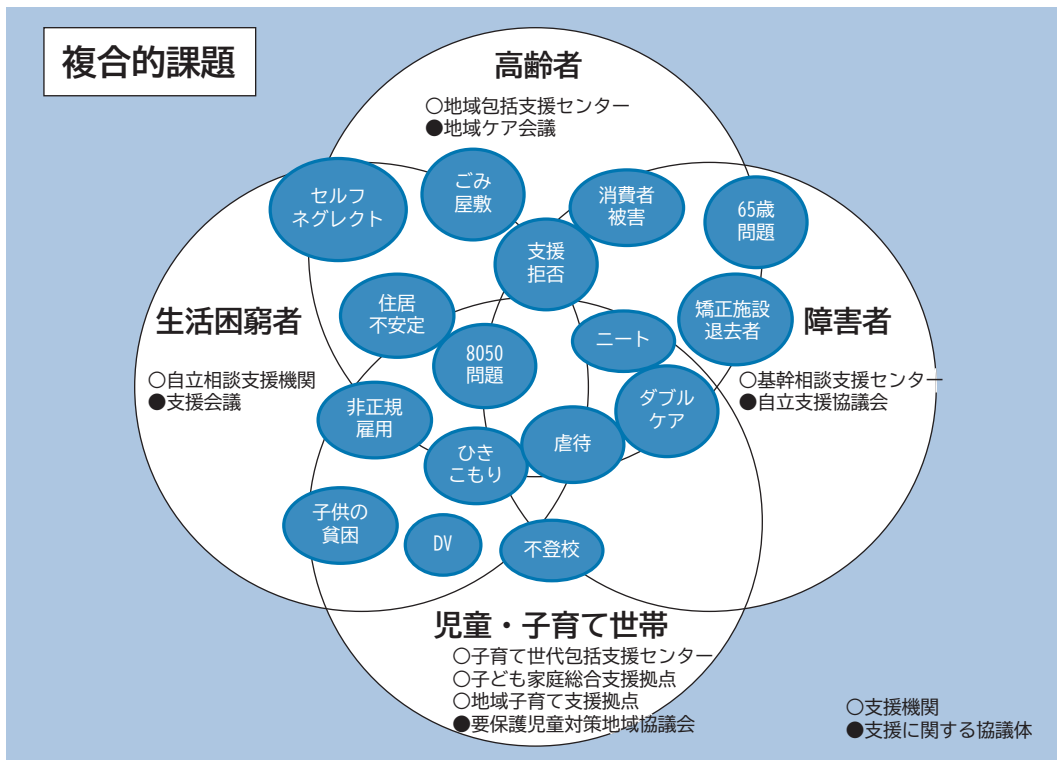 複合的課題
高齢者
○地域包括支援センター
●地域ケア会議
セルフ
ネグレクト
ごみ
屋敷
消費者
被害
65歳
問題
支援
拒否
住居
不安定
生活困窮者
○自立相談支援機関
●支援会議
8050
問題
ニート
矯正施設
退去者
障害者
○基幹相談支援センター
●自立支援協議会
非正規
雇用
ダブル
ケア
ひき
こもり
虐待
子供の
貧困
DV
不登校
児童・子育て世帯
○子育て世代包括支援センター
○子ども家庭総合支援拠点
○地域子育て支援拠点
●要保護児童対策地域協議会
○支援機関
●支援に関する協議体